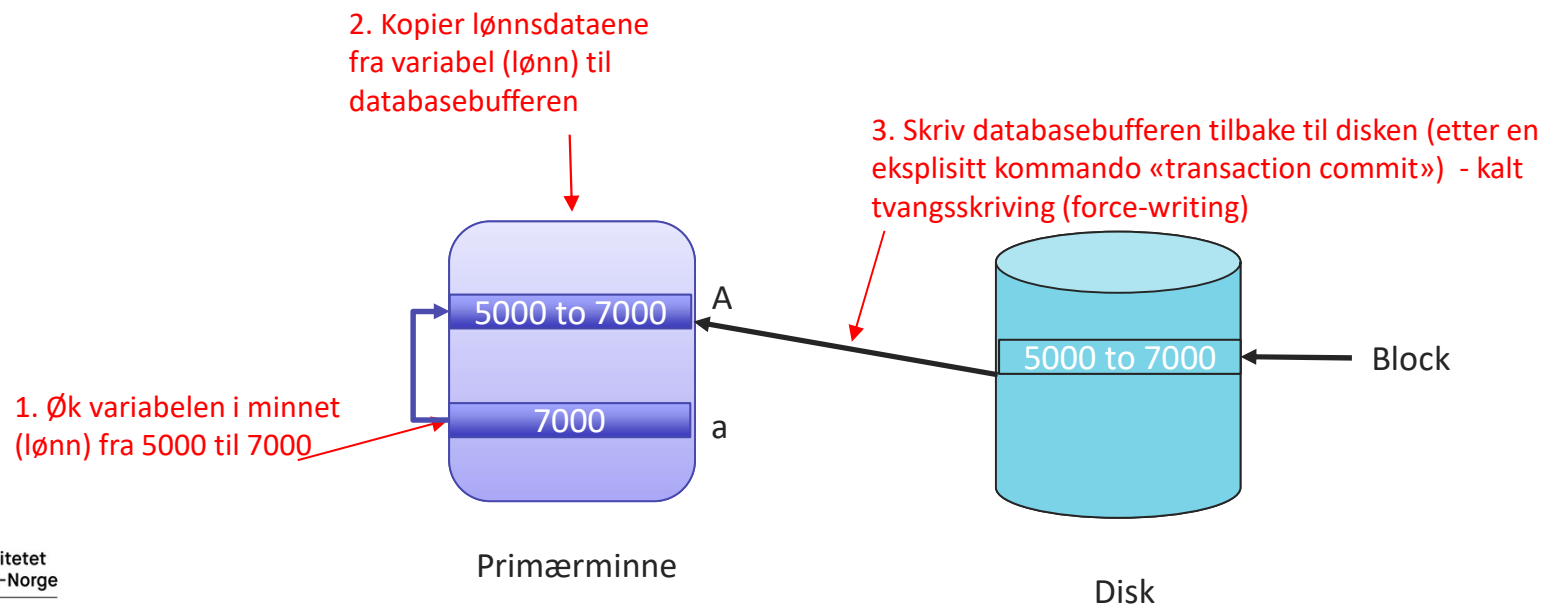 2. Kopier lønnsdataene
fra variabel (lønn) til
databasebufferen
3. Skriv databasebufferen tilbake til disken (etter en
eksplisitt kommando «transaction commit») - kalt
tvangsskriving (force-writing)
5000 to 7000
A
5000 to 7000
Block
1. Øk variabelen i minnet
(lønn) fra 5000 til 7000
7000
a
itetet
-Norge
Primærminne
Disk